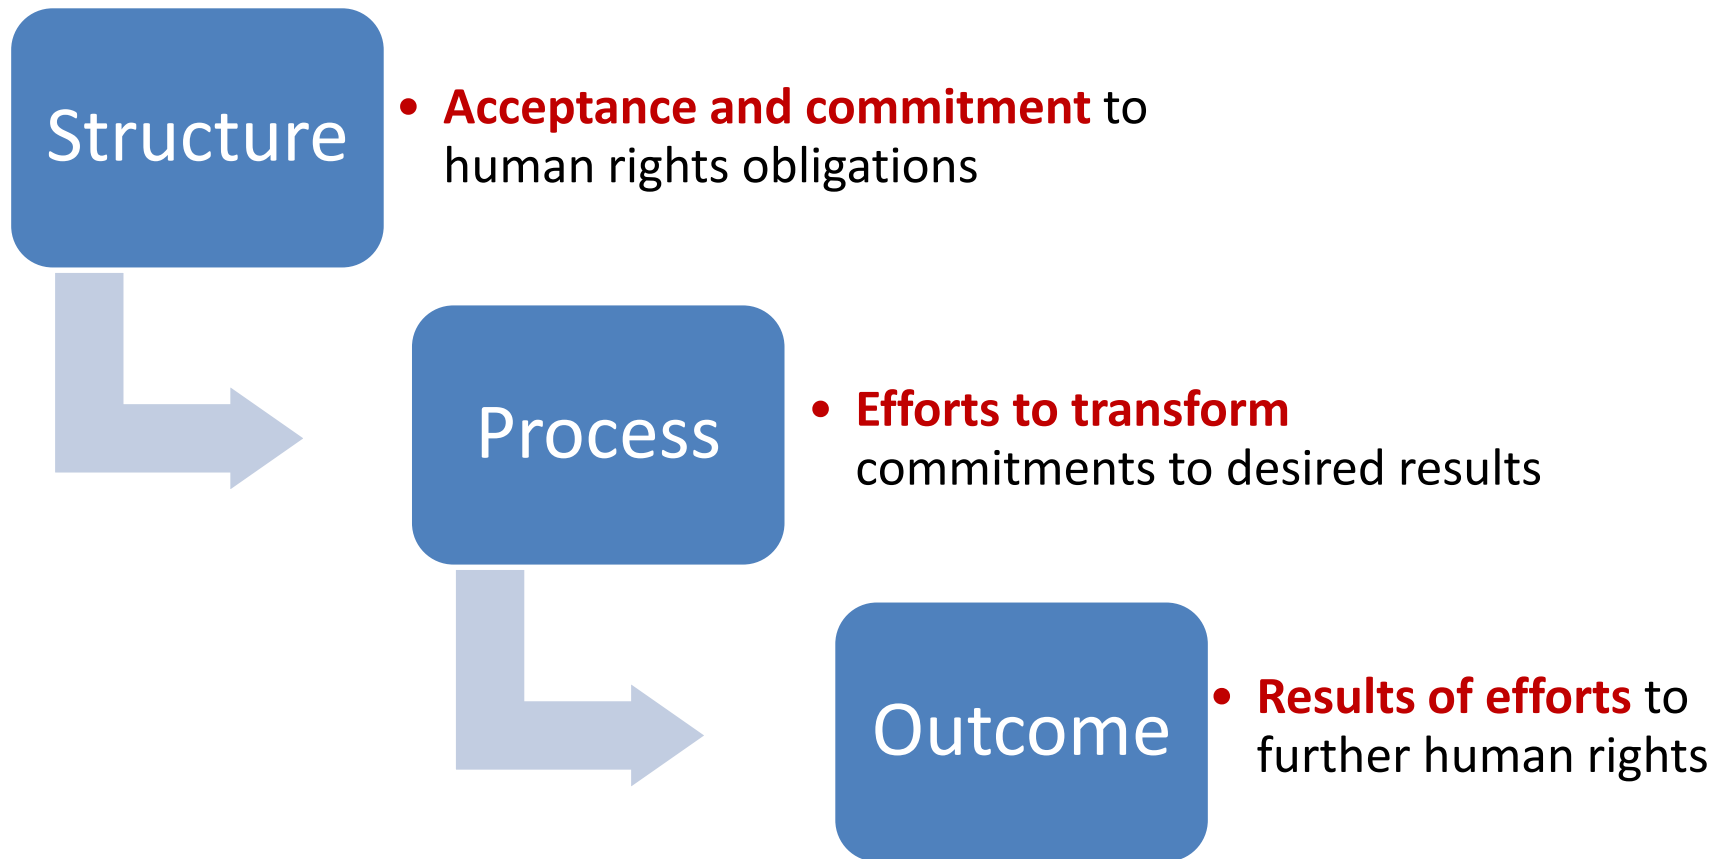 Structure
• Acceptance and commitment to
human rights obligations
Process
• Efforts to transform
commitments to desired results
Outcome
• Results of efforts to
further human rights